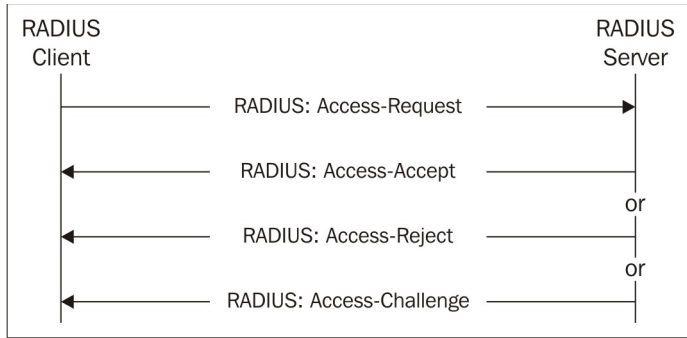 RADIUS
Client
RADIUS
Server
RADIUS: Access-Request
RADIUS: Access-Accept
or
RADIUS: Access-Reject
or
RADIUS: Access-Challenge